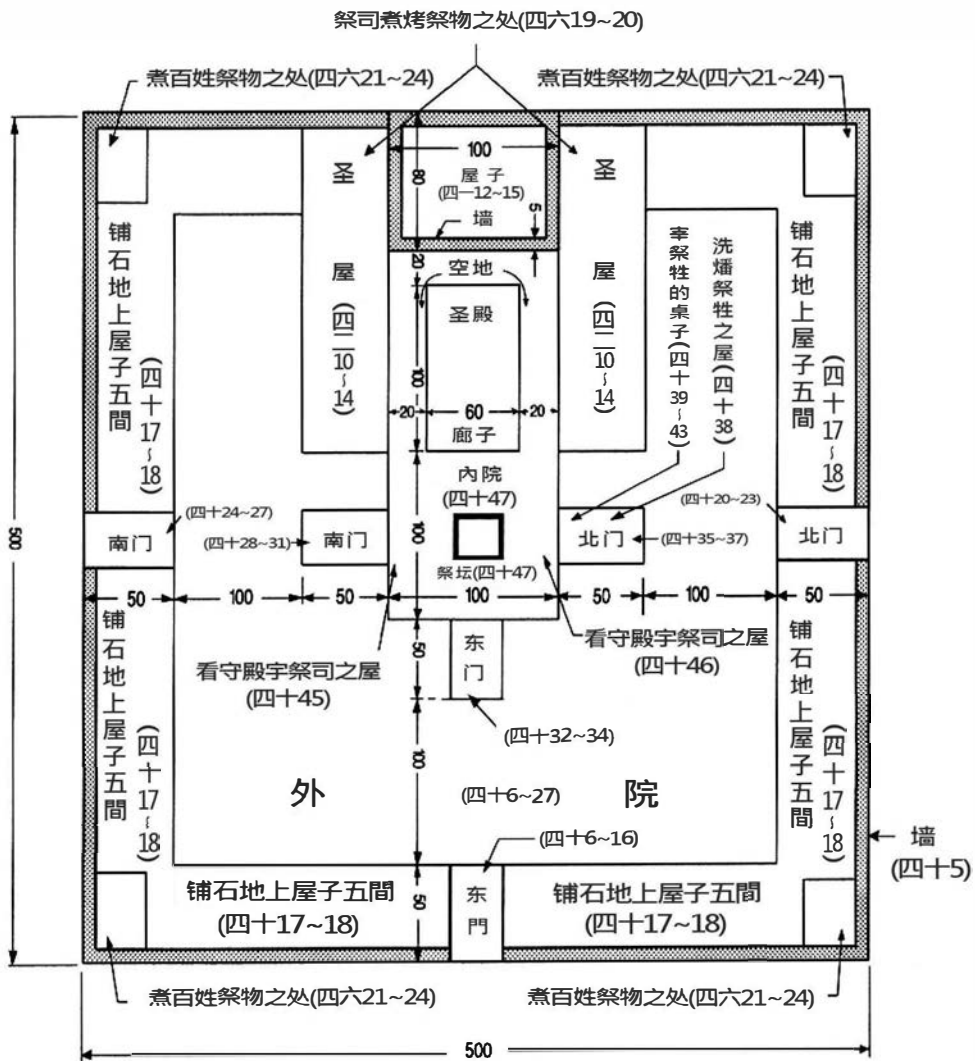 祭司煮烤祭物之处(四六19~20)
煮百姓祭物之处(四六21~24)
煮百姓祭物之处(四六21~24)
100
80
屋子
(四一12~15)
墙
5
20
空地
圣殿
100
20
60
20
廊子
圣屋(四二10~14)
圣屋(四二10~14)
宰祭牲的桌子(四十39~43)
洗燔祭牲之屋(四十38)
铺石地上屋子五間
(四十17~18)
铺石地上屋子五間
(四十17~18)
500
內院
(四十47)
100
祭坛(四十47)
南门
(四十24~27)
(四十28~31)
南门
北门
(四十35~37)
(四十20~23)
北门
50
100
50
100
50
100
50
看守殿宇祭司之屋
(四十45)
看守殿宇祭司之屋
(四十46)
50
东门
(四十32~34)
100
外院
(四十6~27)
(四十6~16)
铺石地上屋子五間
(四十17~18)
铺石地上屋子五間
(四十17~18)
墙
(四十5)
铺石地上屋子五間
(四十17~18)
50
东門
铺石地上屋子五間
(四十17~18)
煮百姓祭物之处(四六21~24)
煮百姓祭物之处(四六21~24)
500